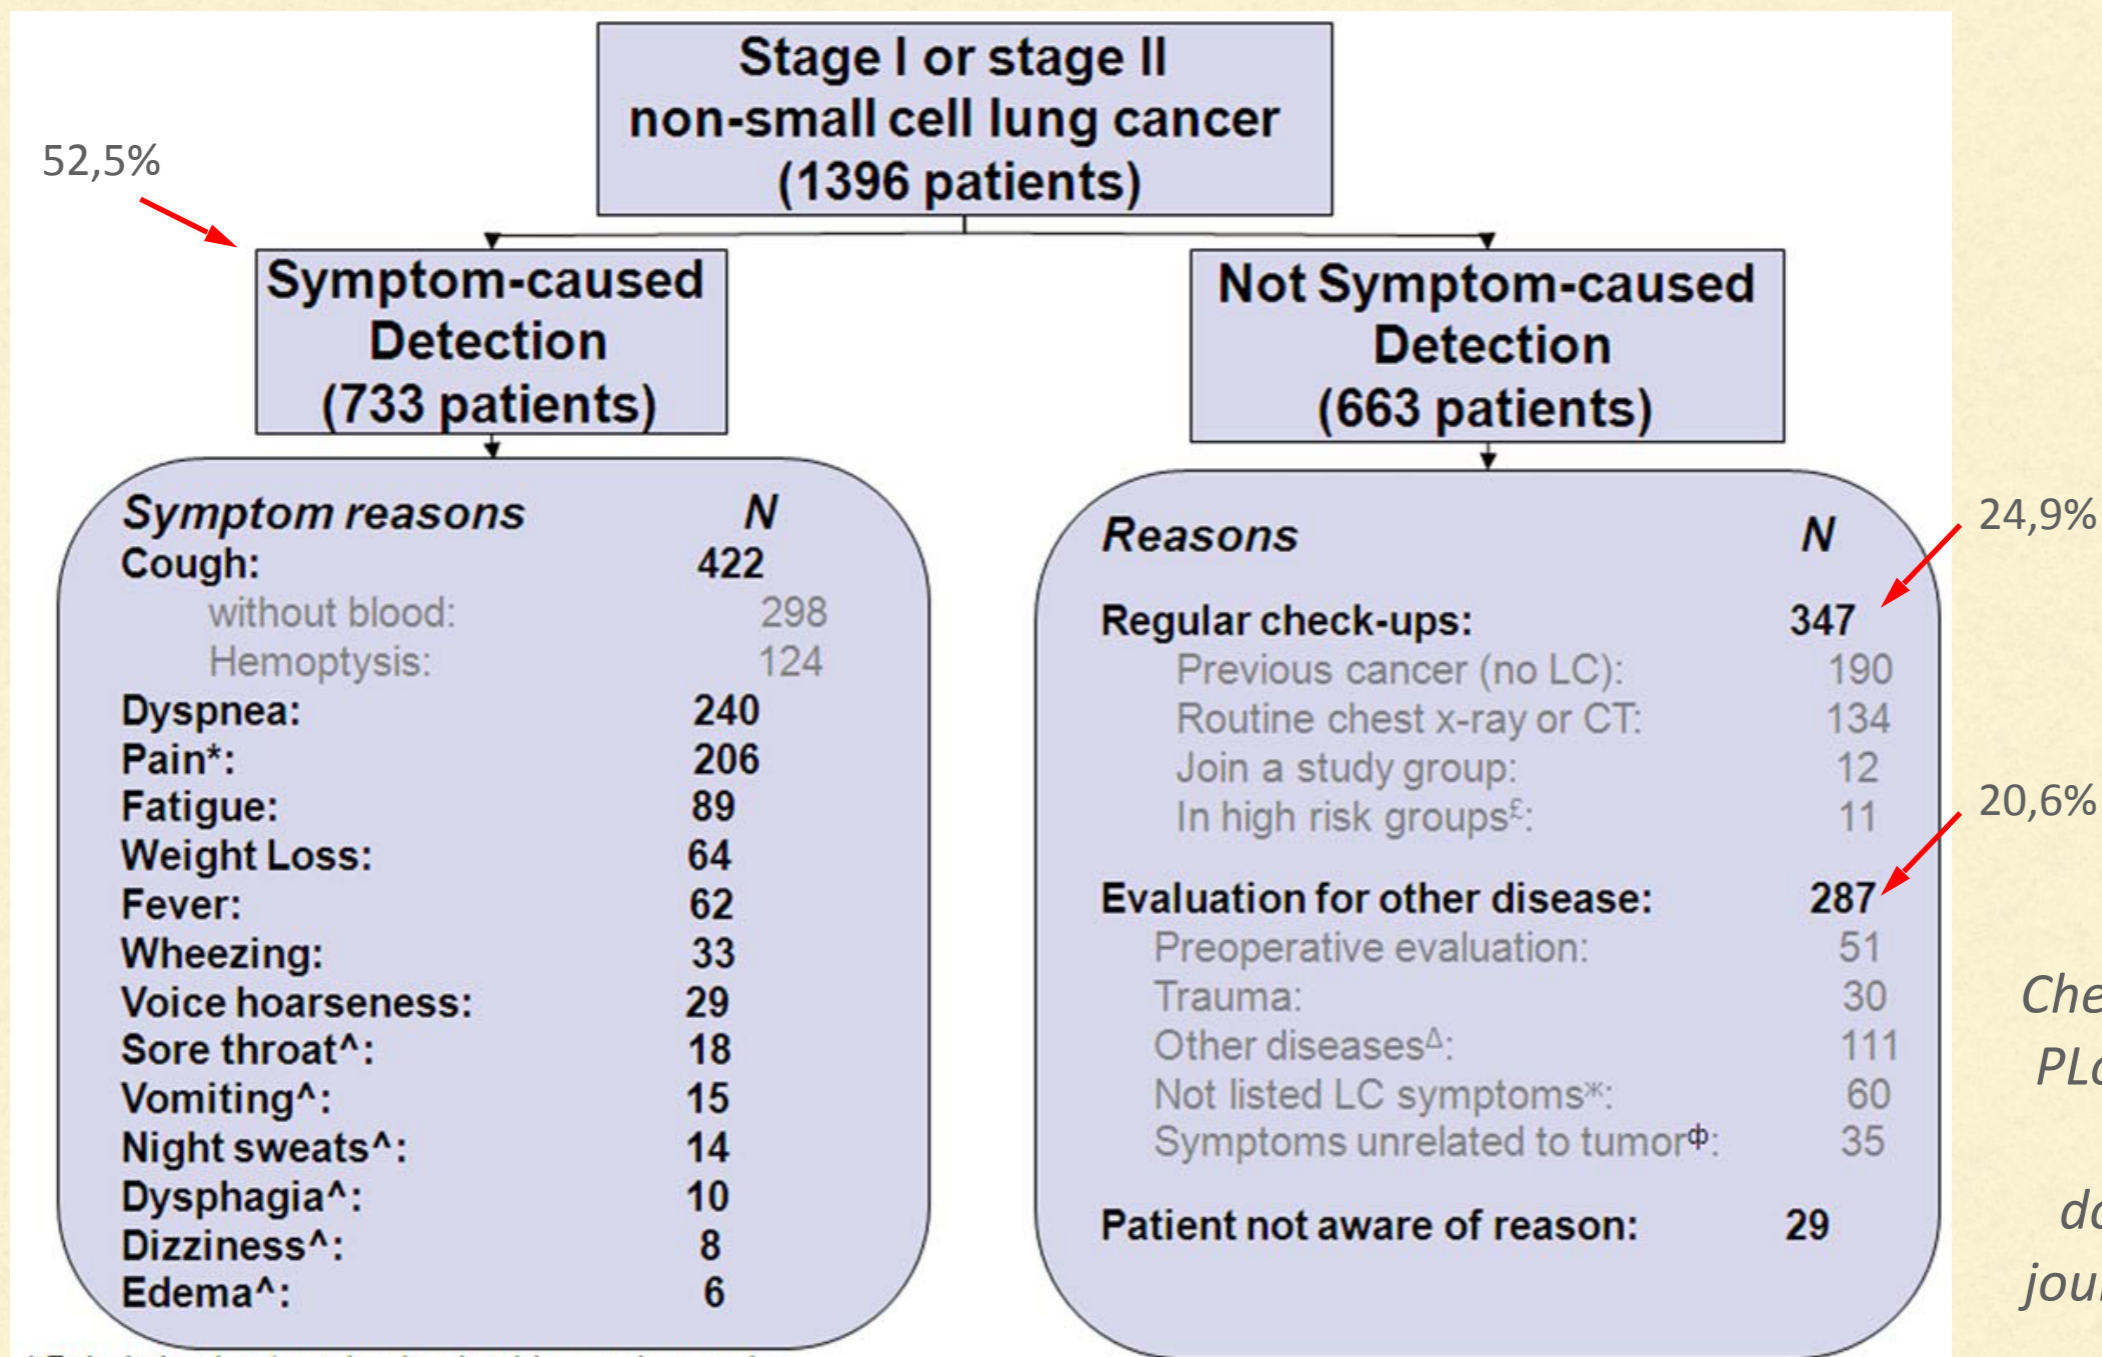 Stage I or stage II
non-small cell lung cancer
(1396 patients)
52,5%
Symptom-caused
Detection
(733 patients)
Not Symptom-caused
Detection
(663 patients)
Symptom reasons N
Cough: 422
without blood: 298
Hemoptysis: 124
Dyspnea: 240
Pain*: 206
Fatigue: 89
Weight Loss: 64
Fever: 62
Wheezing: 33
Voice hoarseness: 29
Sore throat^: 18
Vomiting^: 15
Night sweats^: 14
Dysphagia^: 10
Dizziness^: 8
Edema^: 6
Reasons N
24,9%
Regular check-ups: 347
Previous cancer (no LC): 190
Routine chest x-ray or CT: 134
Join a study group: 12
In high risk groups£: 11
20,6%
Evaluation for other disease: 287
Preoperative evaluation: 51
Trauma: 30
Other diseasesΔ: 111
Not listed LC symptomsж: 60
Symptoms unrelated to tumorф: 35
Patient not aware of reason: 29